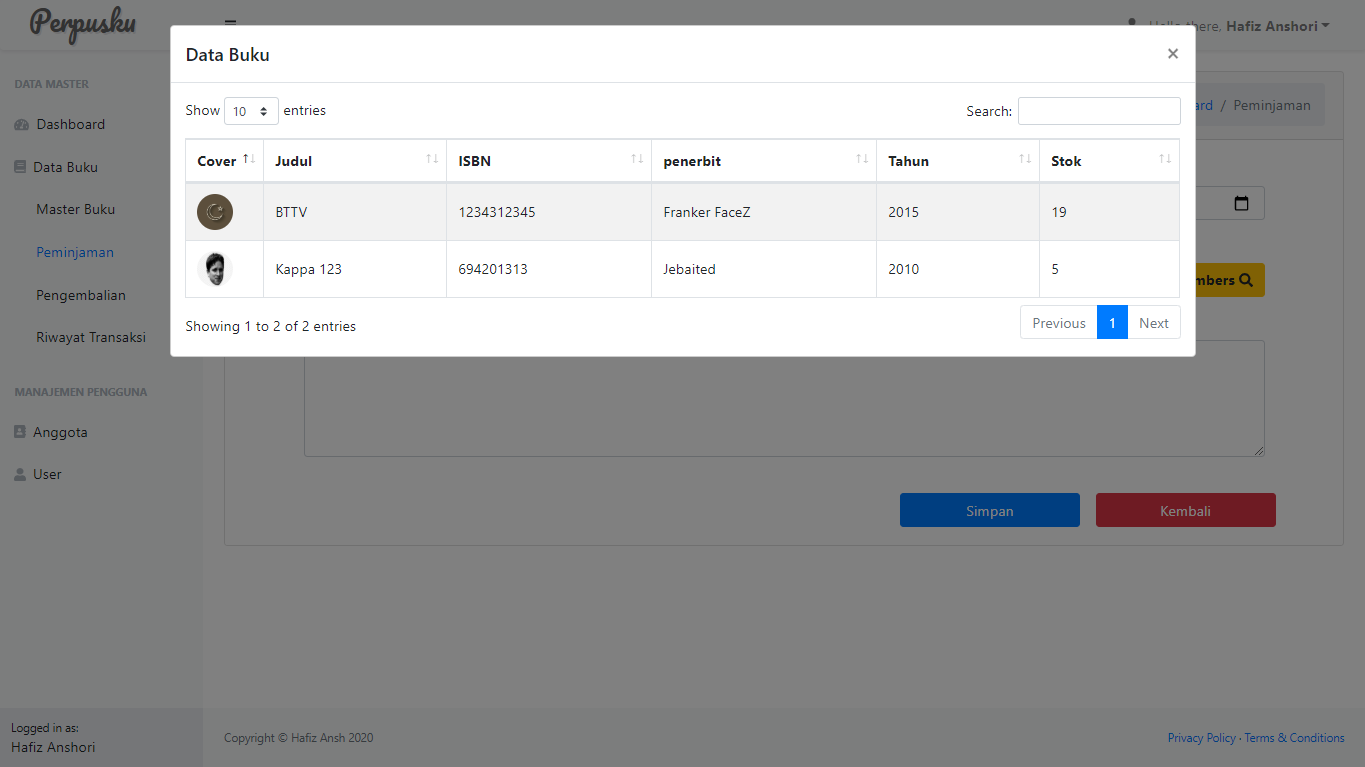 Perpusku
there, Hafiz Anshori
DATA MASTER
Dashboard
Data Buku
Master Buku
Peminjaman
Pengembalian
Riwayat Transaksi
MANAJEMEN PENGGUNA
Anggota
User
Logged in as:
Hafiz Anshori
Data Buku
×
Show 10 entries
Search:
Cover Judul ISBN penerbit Tahun Stok
BTTV 1234312345 Franker FaceZ 2015 19
Kappa 123 694201313 Jebaited 2010 5
Showing 1 to 2 of 2 entries
Previous 1 Next
ard / Peminjaman
mbers
Simpan Kembali
Copyright © Hafiz Ansh 2020
Privacy Policy · Terms & Conditions